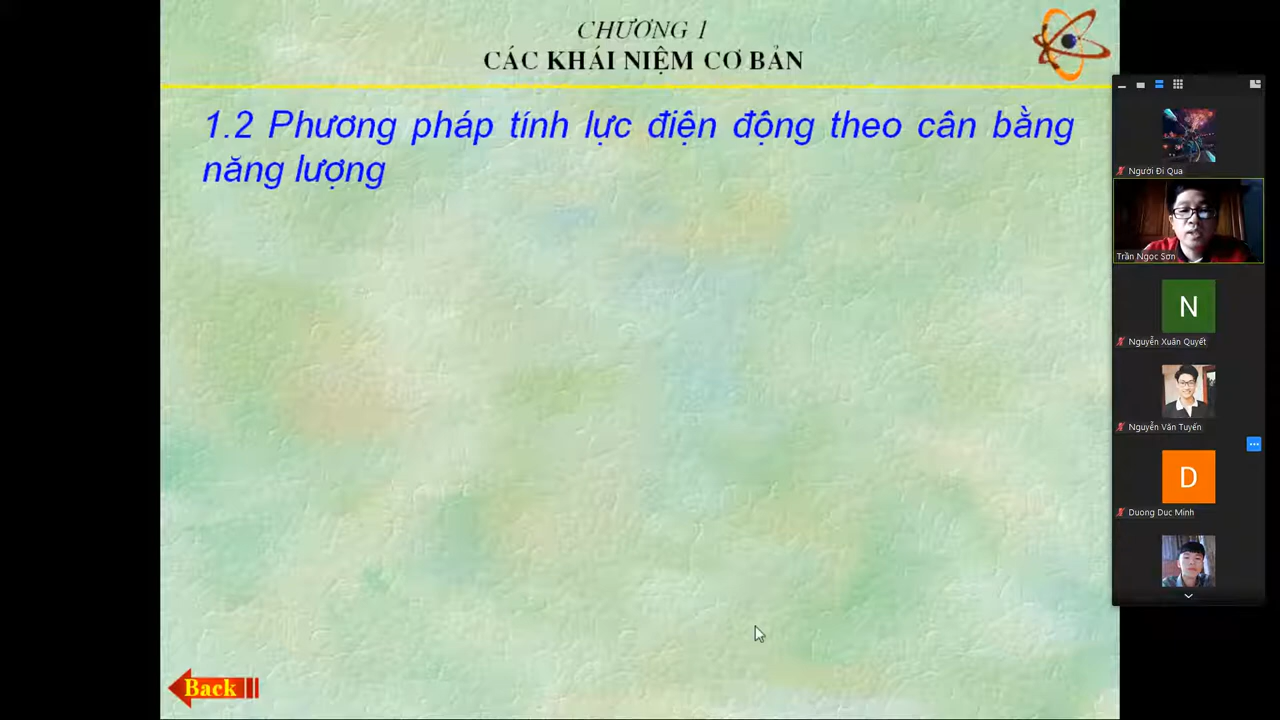 CHƯƠNG 1
CÁC KHÁI NIỆM CƠ BẢN
1.2 Phương pháp tính lực điện động theo cân bằng
năng lượng
Back
Người Đi Qua
Trần Ngọc Sơn
N
Nguyễn Xuân Quyết
Nguyễn Văn Tuyến
D
Duong Duc Minh